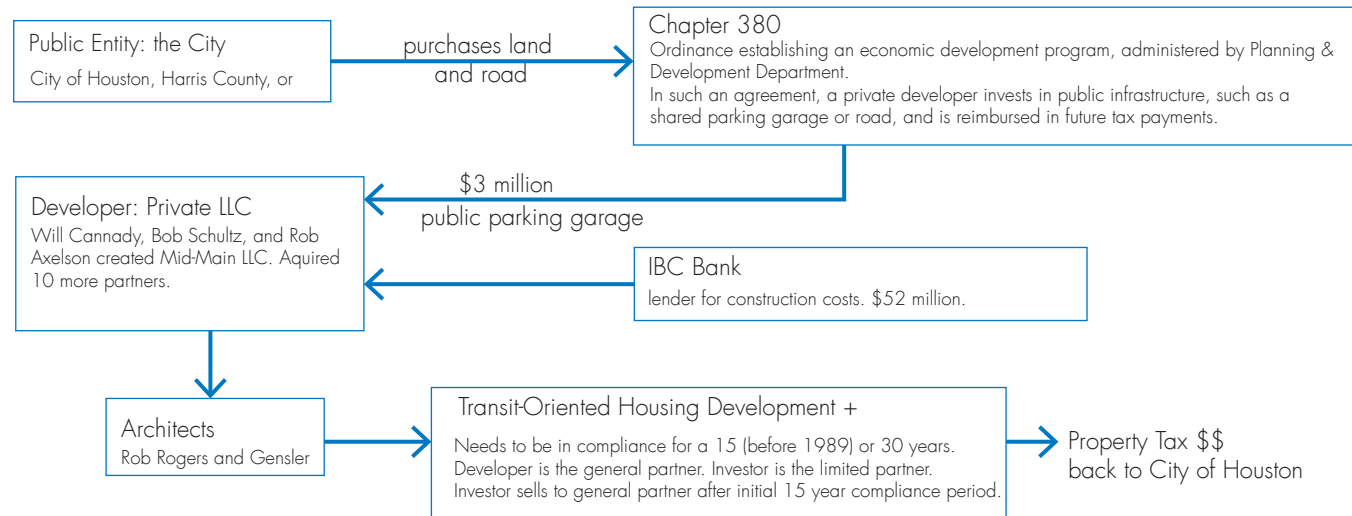 Public Entity: the City
City of Houston, Harris County, or
purchases land
and road
Chapter 380
Ordinance establishing an economic development program, administered by Planning &
Development Department.
In such an agreement, a private developer invests in public infrastructure, such as a
shared parking garage or road, and is reimbursed in future tax payments.
$3 million
public parking garage
Developer: Private LLC
Will Cannady, Bob Schultz, and Rob
Axelson created Mid-Main LLC. Aquired
10 more partners.
IBC Bank
lender for construction costs. $52 million.
Architects
Rob Rogers and Gensler
Transit-Oriented Housing Development +
Needs to be in compliance for a 15 (before 1989) or 30 years.
Developer is the general partner. Investor is the limited partner.
Investor sells to general partner after initial 15 year compliance period.
Property Tax $$
back to City of Houston